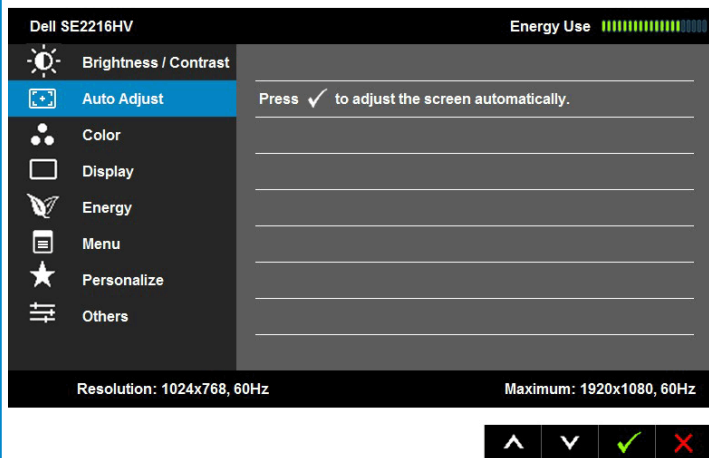 Dell SE2216HV Energy Use
Brightness / Contrast
Auto Adjust Press ✓ to adjust the screen automatically.
Color
Display
Energy
Menu
Personalize
Others
Resolution: 1024x768, 60Hz Maximum: 1920x1080, 60Hz